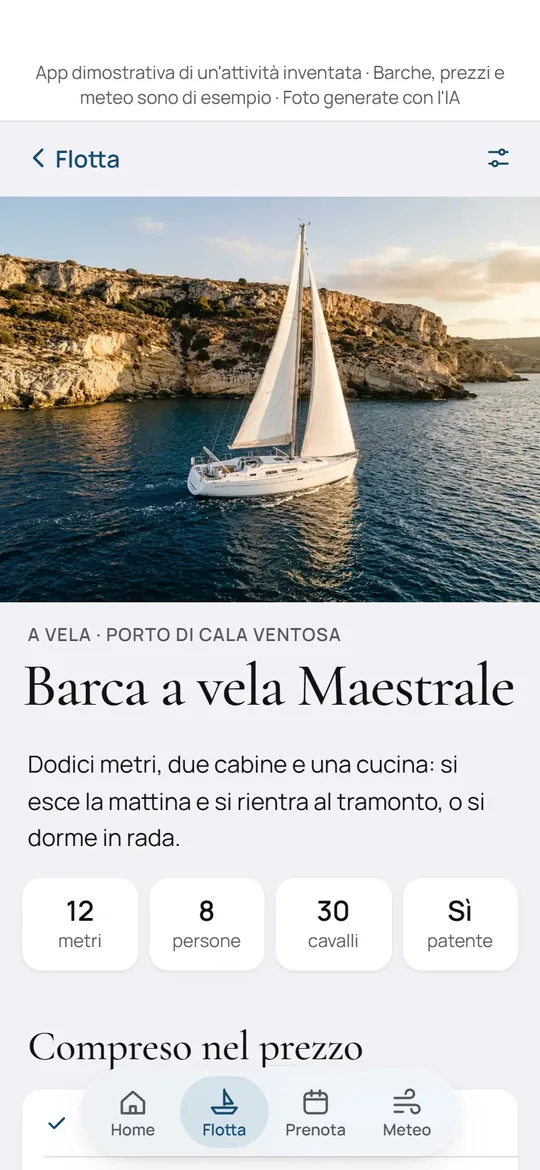 App dimostrativa di un'attività inventata · Barche, prezzi e
meteo sono di esempio · Foto generate con l'IA
Flotta
A VELA · PORTO DI CALA VENTOSA
Barca a vela Maestrale
Dodici metri, due cabine e una cucina: si
esce la mattina e si rientra al tramonto, o si
dorme in rada.
12
metri
8
persone
30
cavalli
Sì
patente
Compreso nel prezzo
Home
Flotta
Prenota
Meteo